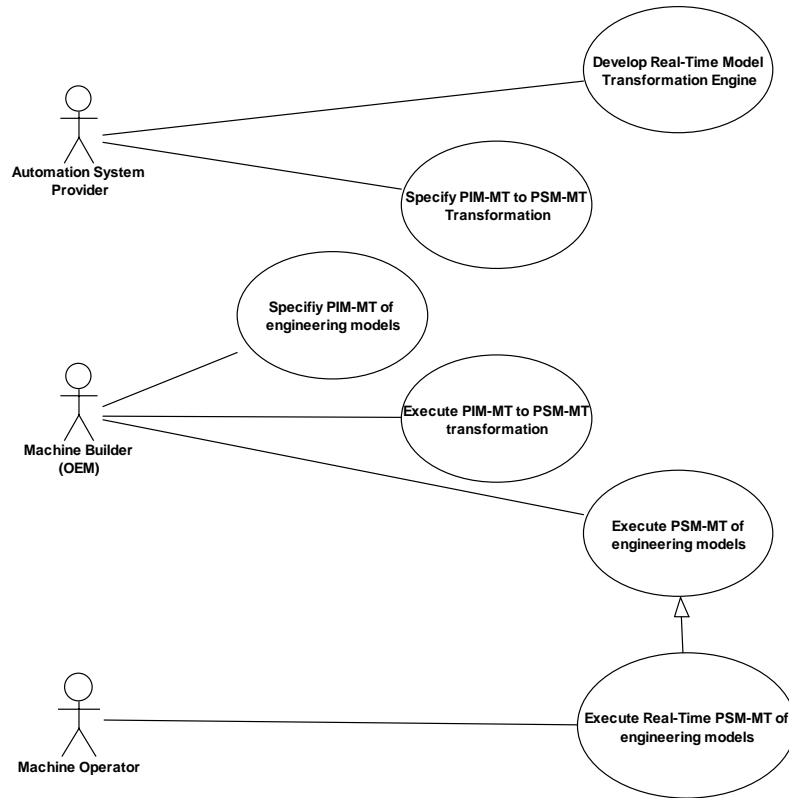 Develop Real-Time Model
Transformation Engine
Automation System
Provider
Specify PIM-MT to PSM-MT
Transformation
Specifiy PIM-MT of
engineering models
Execute PIM-MT to PSM-MT
transformation
Machine Builder
(OEM)
Execute PSM-MT of
engineering models
Execute Real-Time PSM-MT of
engineering models
Machine Operator